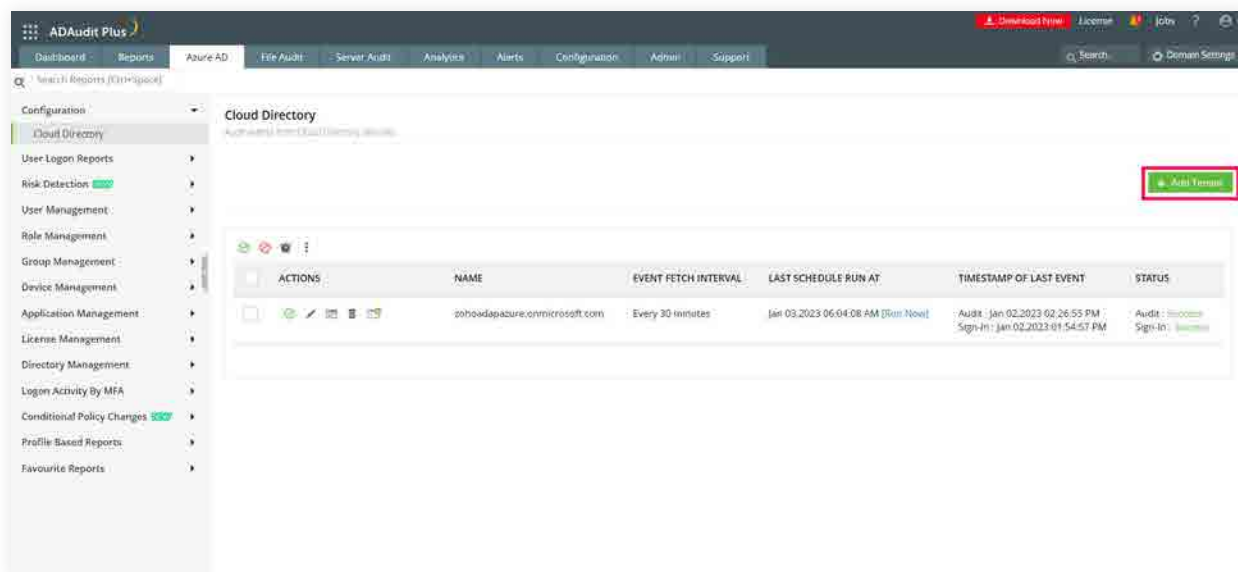 Download Now License Jobs ?
ADAudit Plus
Dashboard Reports Azure AD File Audit Server Audit Analytics Alerts Configuration Admin Support Search Domain Settings
Search Reports [Ctrl+Space]
Configuration
Cloud Directory
User Logon Reports
Risk Detection
User Management
Role Management
Group Management
Device Management
Application Management
License Management
Directory Management
Logon Activity By MFA
Conditional Policy Changes
Profile Based Reports
Favourite Reports
Cloud Directory
Add Tenant
ACTIONS NAME EVENT FETCH INTERVAL LAST SCHEDULE RUN AT TIMESTAMP OF LAST EVENT STATUS
zohoadapazure.onmicrosoft.com Every 30 minutes Jan 03,2023 06:04:08 AM [Run Now] Audit : Jan 02,2023 02:26:55 PM Audit : Success
Sign-In : Jan 02,2023 01:54:57 PM Sign-In : Success